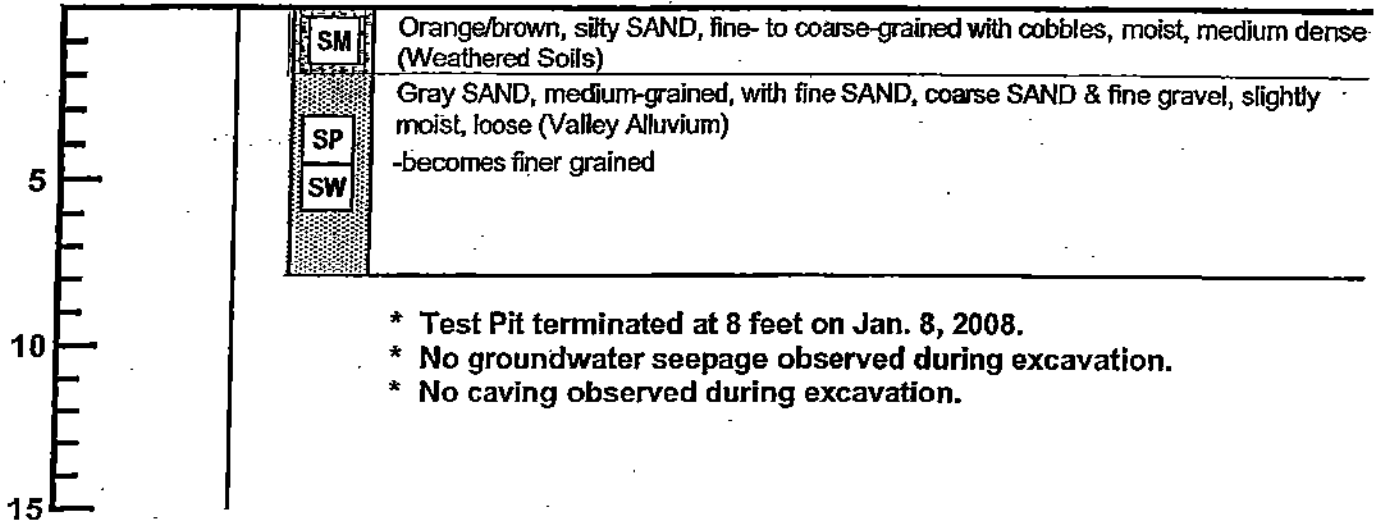 SM
Orange/brown, silty SAND, fine- to coarse-grained with cobbles, moist, medium dense
(Weathered Soils)
Gray SAND, medium-grained, with fine SAND, coarse SAND & fine gravel, slightly
moist, loose (Valley Alluvium)
SP
-becomes finer grained
5
SW
* Test Pit terminated at 8 feet on Jan. 8, 2008.
10
* No groundwater seepage observed during excavation.
* No caving observed during excavation.
15